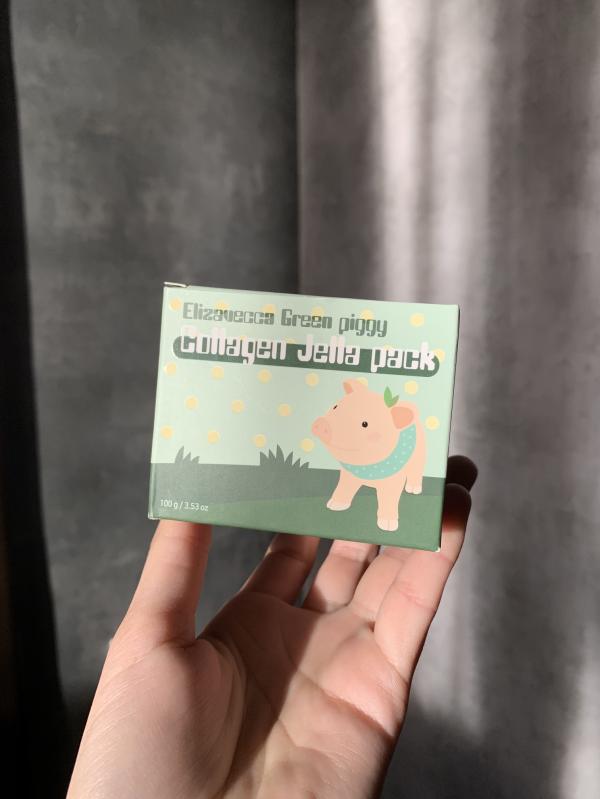 Elizavecca Green piggy
Collagen Jella pack
100 g / 3.53 oz